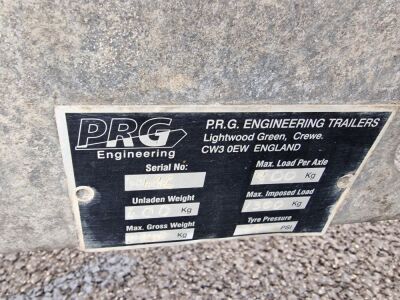 PRG
Engineering
P.R.G. ENGINEERING TRAILERS
Lightwood Green, Crewe.
CW3 0EW ENGLAND
Serial No:
Unladen Weight
Kg
Max. Gross Weight
Kg
Max. Load Per Axle
Kg
Max. Imposed Load
Kg
Tyre Pressure
PSI